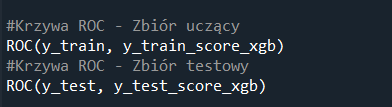 #Krzywa ROC - Zbiór uczący
ROC(y_train, y_train_score_xgb)
#Krzywa ROC - Zbiór testowy
ROC(y_test, y_test_score_xgb)